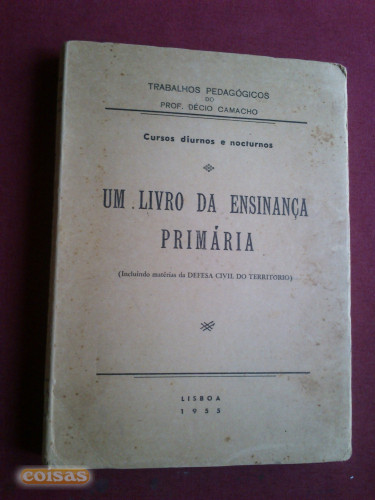 TRABALHOS PEDAGÓGICOS
DO
PROF. DÉCIO CAMACHO
Cursos diurnos e nocturnos
UM LIVRO DA ENSINANÇA
PRIMÁRIA
(Incluindo matérias da DEFESA CIVIL DO TERRITÓRIO)
LISBOA
1955
coisas